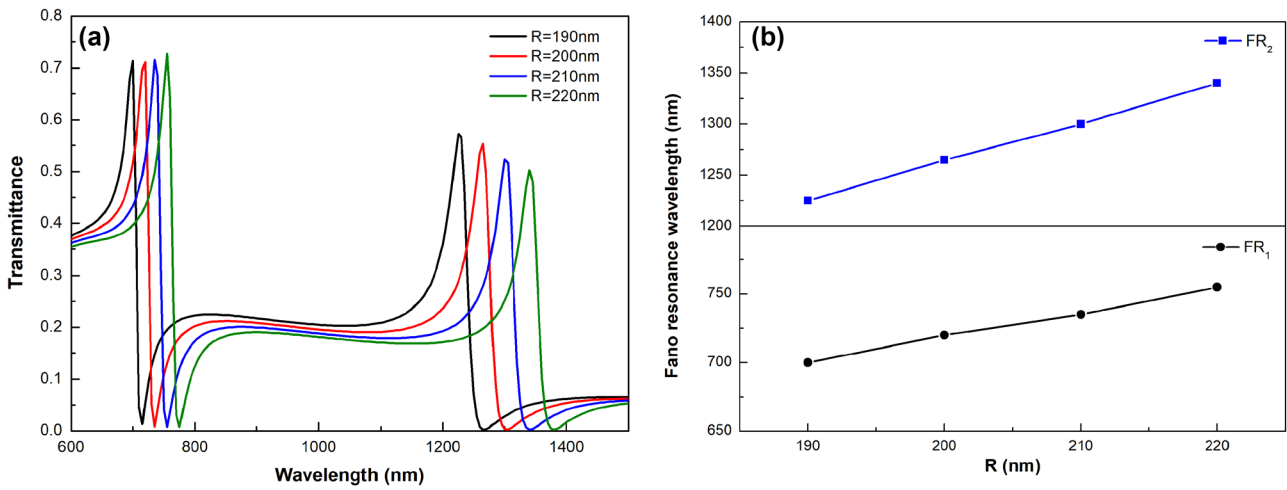 (a)
R=190nm
R=200nm
R=210nm
R=220nm
0.8
0.7
0.6
0.5
0.4
0.3
0.2
0.1
0.0
Transmittance
600 800 1000 1200 1400
Wavelength (nm)
(b)
FR2
1400
1350
1300
1250
1200
FR1
750
700
650
Fano resonance wavelength (nm)
190 200 210 220
R (nm)